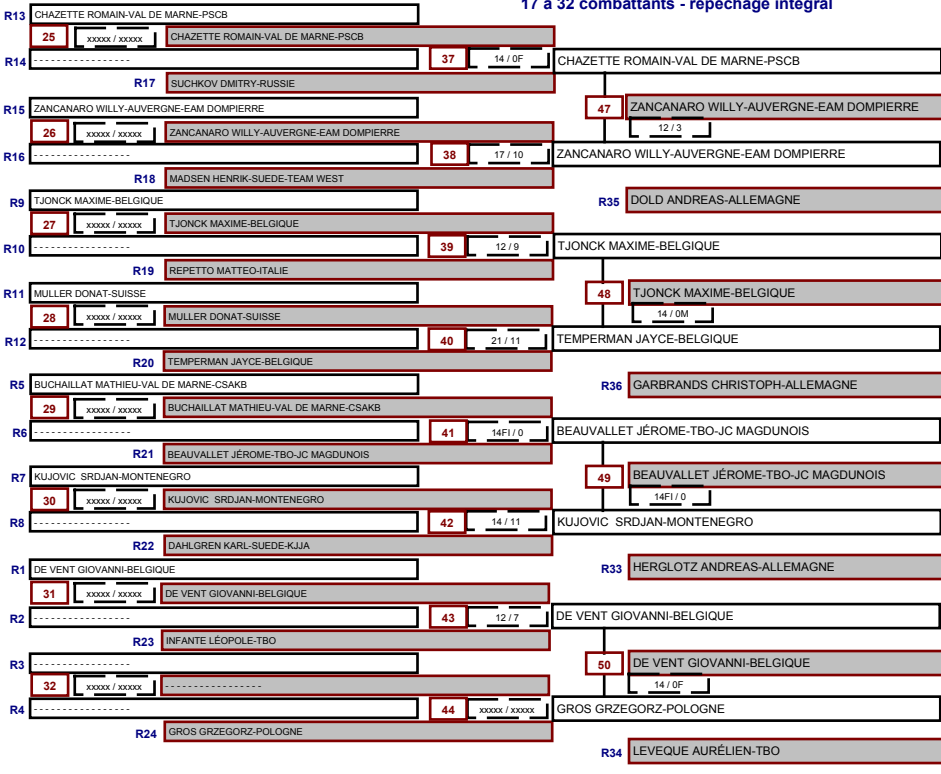 17 à 32 combattants - repêchage intégral
R13 CHAZETTE ROMAIN-VAL DE MARNE-PSCB
25 xxxxx / xxxxx CHAZETTE ROMAIN-VAL DE MARNE-PSCB
R14 - - - - - - - - - - - - - - - - 37 14 / 0F CHAZETTE ROMAIN-VAL DE MARNE-PSCB
R17 SUCHKOV DMITRY-RUSSIE
R15 ZANCANARO WILLY-AUVERGNE-EAM DOMPIERRE 47 ZANCANARO WILLY-AUVERGNE-EAM DOMPIERRE
26 xxxxx / xxxxx ZANCANARO WILLY-AUVERGNE-EAM DOMPIERRE 12 / 3
R16 - - - - - - - - - - - - - - - - 38 17 / 10 ZANCANARO WILLY-AUVERGNE-EAM DOMPIERRE
R18 MADSEN HENRIK-SUEDE-TEAM WEST
R9 TJONCK MAXIME-BELGIQUE R35 DOLD ANDREAS-ALLEMAGNE
27 xxxxx / xxxxx TJONCK MAXIME-BELGIQUE
R10 - - - - - - - - - - - - - - - - 39 12 / 9 TJONCK MAXIME-BELGIQUE
R19 REPETTO MATTEO-ITALIE
R11 MULLER DONAT-SUISSE 48 TJONCK MAXIME-BELGIQUE
28 xxxxx / xxxxx MULLER DONAT-SUISSE 14 / 0M
R12 - - - - - - - - - - - - - - - - 40 21 / 11 TEMPERMAN JAYCE-BELGIQUE
R20 TEMPERMAN JAYCE-BELGIQUE
R5 BUCHAILLAT MATHIEU-VAL DE MARNE-CSAKB R36 GARBRANDS CHRISTOPH-ALLEMAGNE
29 xxxxx / xxxxx BUCHAILLAT MATHIEU-VAL DE MARNE-CSAKB
R6 - - - - - - - - - - - - - - - - 41 14FI / 0 BEAUVALLET JÉROME-TBO-JC MAGDUNOIS
R21 BEAUVALLET JÉROME-TBO-JC MAGDUNOIS
R7 KUJOVIC SRDJAN-MONTENEGRO 49 BEAUVALLET JÉROME-TBO-JC MAGDUNOIS
30 xxxxx / xxxxx KUJOVIC SRDJAN-MONTENEGRO 14FI / 0
R8 - - - - - - - - - - - - - - - - 42 14 / 11 KUJOVIC SRDJAN-MONTENEGRO
R22 DAHLGREN KARL-SUEDE-KJJA
R1 DE VENT GIOVANNI-BELGIQUE R33 HERGLOTZ ANDREAS-ALLEMAGNE
31 xxxxx / xxxxx DE VENT GIOVANNI-BELGIQUE
R2 - - - - - - - - - - - - - - - - 43 12 / 7 DE VENT GIOVANNI-BELGIQUE
R23 INFANTE LÉOPOLE-TBO
R3 - - - - - - - - - - - - - - - - 50 DE VENT GIOVANNI-BELGIQUE
32 xxxxx / xxxxx - - - - - - - - - - - - - - - - 14 / 0F
R4 - - - - - - - - - - - - - - - - 44 xxxxx / xxxxx GROS GRZEGORZ-POLOGNE
R24 GROS GRZEGORZ-POLOGNE
R34 LEVEQUE AURÉLIEN-TBO